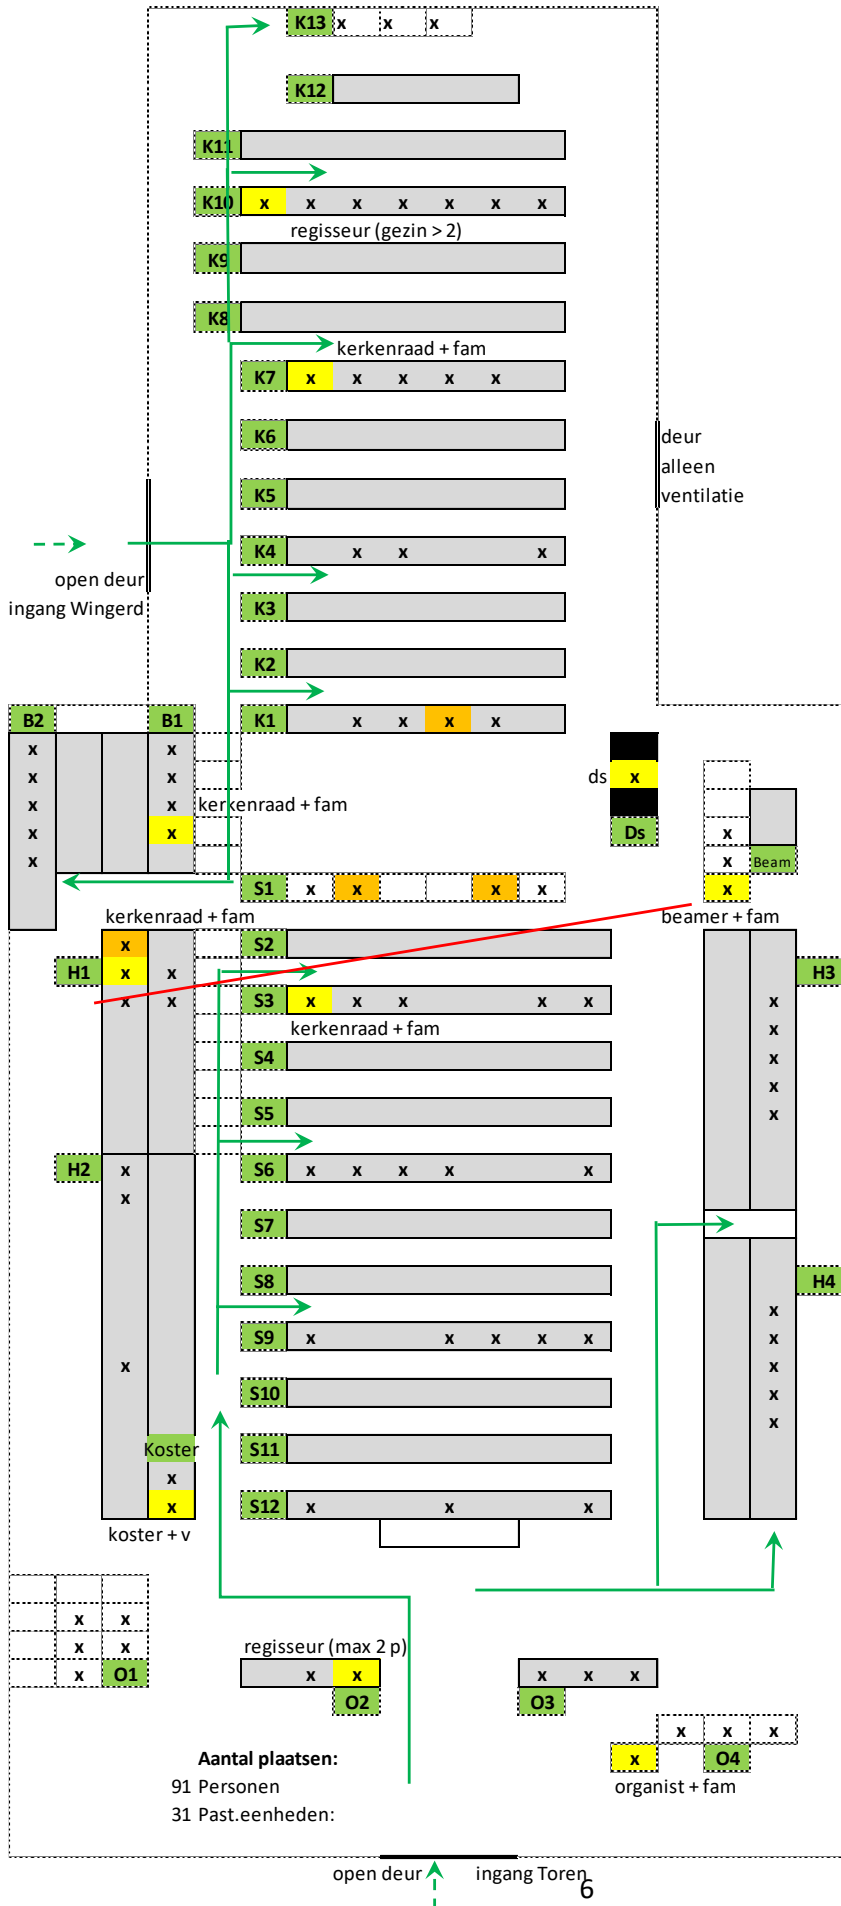 K13 x x x
K12
K11
K10 x x x x x x x
regisseur (gezin > 2)
K9
K8
kerkenraad + fam
K7 x x x x x
K6
deur
alleen
ventilatie
K5
K4 x x x
open deur
ingang Wingerd
K3
K2
B2 B1 K1 x x x x
x x
x x ds x
x x kerkenraad + fam
x x Ds x
x x Beam
S1 x x x x x
kerkenraad + fam beamer + fam
x S2
H1 x x H3
x x S3 x x x x x x
kerkenraad + fam x
S4 x
x
S5 x
H2 x S6 x x x x x
x
S7
S8 H4
x
S9 x x x x x x
x x
x
S10 x
Koster S11
x
x S12 x x x
koster + v
x x
x x regisseur (max 2 p)
x O1 x x x x x
O2 O3
x x x
Aantal plaatsen: x O4
91 Personen organist + fam
31 Past.eenheden:
open deur ingang Toren
6